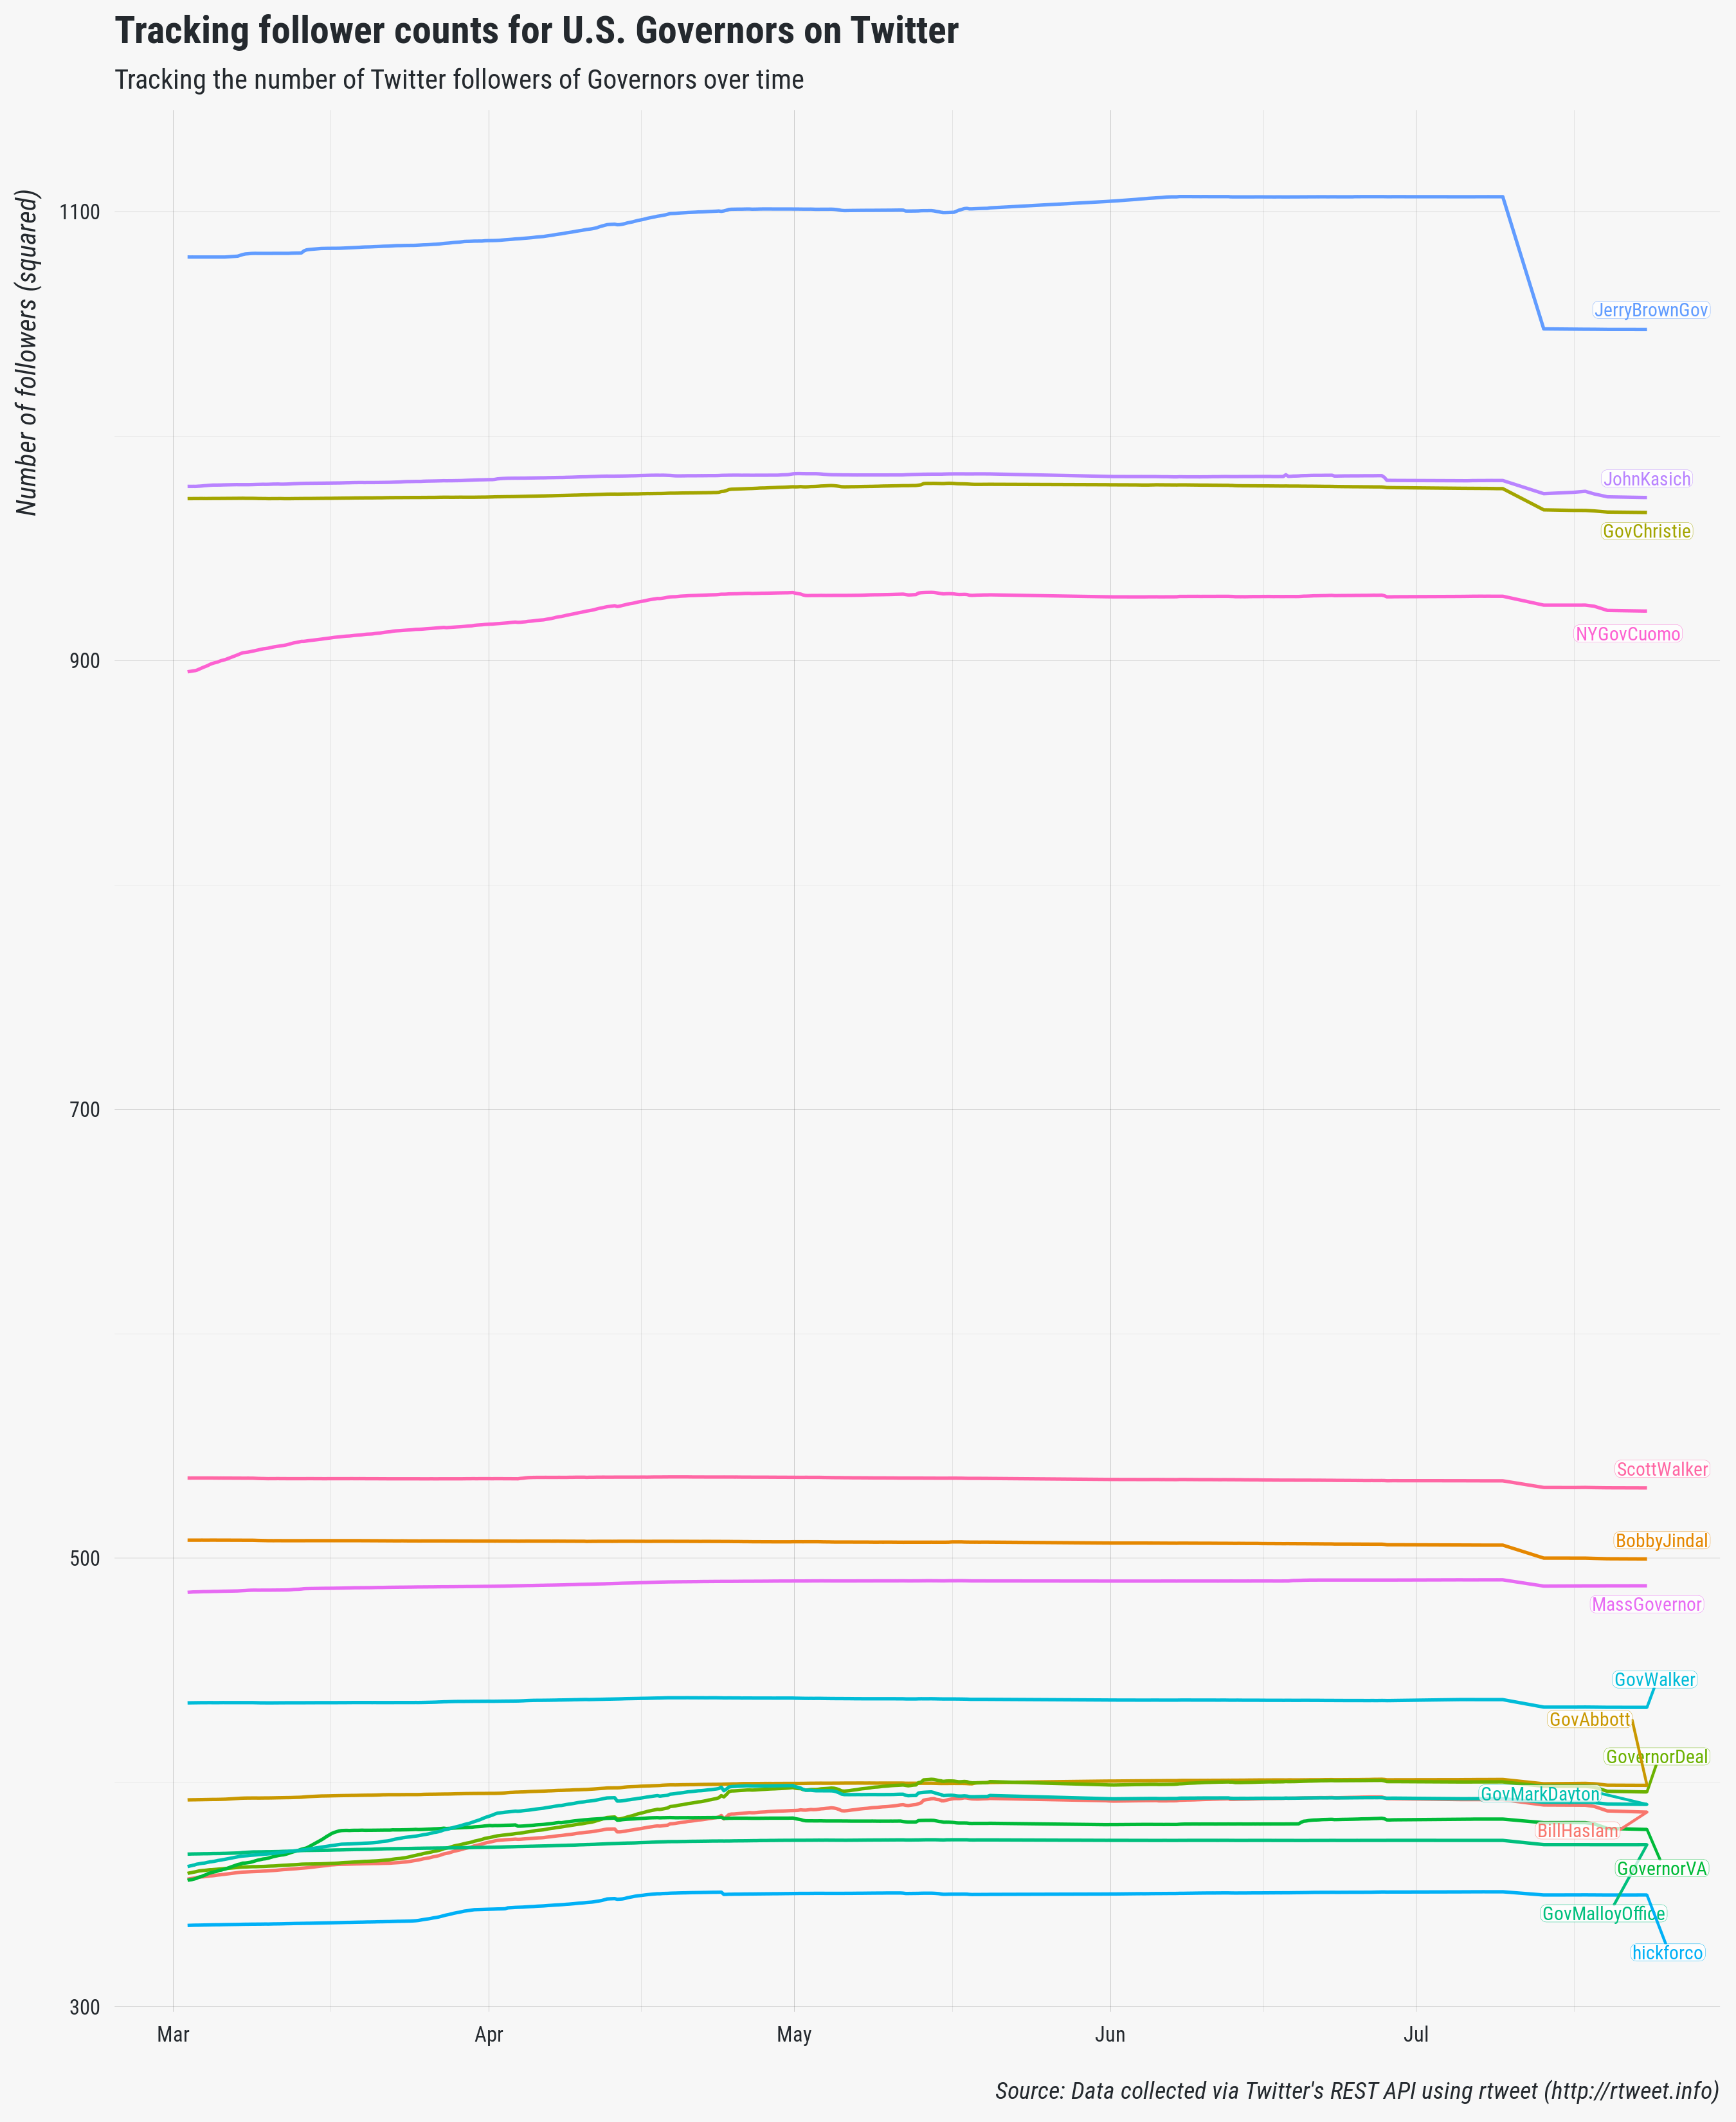 Tracking follower counts for U.S. Governors on Twitter
Tracking the number of Twitter followers of Governors over time
Number of followers (squared)
1100
900
700
500
300
JerryBrownGov
JohnKasich
GovChristie
NYGovCuomo
ScottWalker
BobbyJindal
MassGovernor
GovWalker
GovAbbott
GovernorDeal
GovMarkDayton
BillHaslam
GovernorVA
GovMalloyOffice
hickforco
Mar
Apr
May
Jun
Jul
Source: Data collected via Twitter's REST API using rtweet (http://rtweet.info)